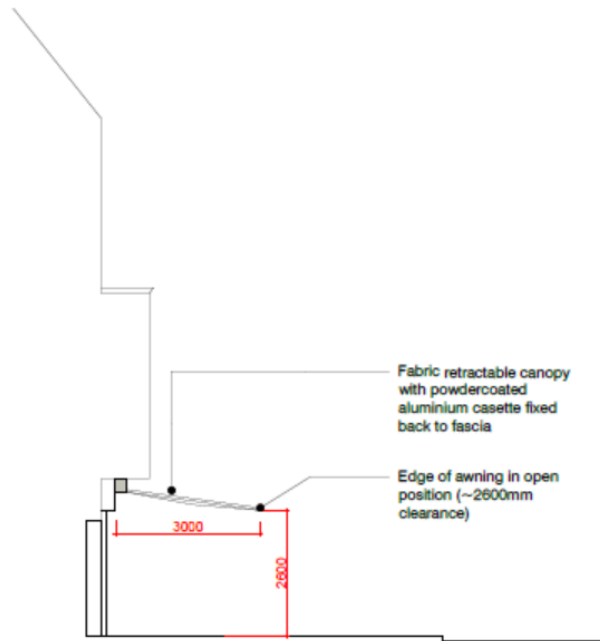 Fabric retractable canopy
with powdercoated
aluminium casette fixed
back to fascia
Edge of awning in open
position (~2600mm
clearance)
3000
2600